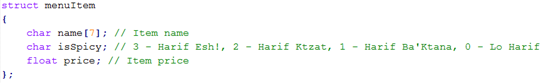 struct menuItem
{
char name[7]; // Item name
char isSpicy; // 3 - Harif Esh!, 2 - Harif Ktzat, 1 - Harif Ba'Ktana, 0 - Lo Harif
float price; // Item price
};